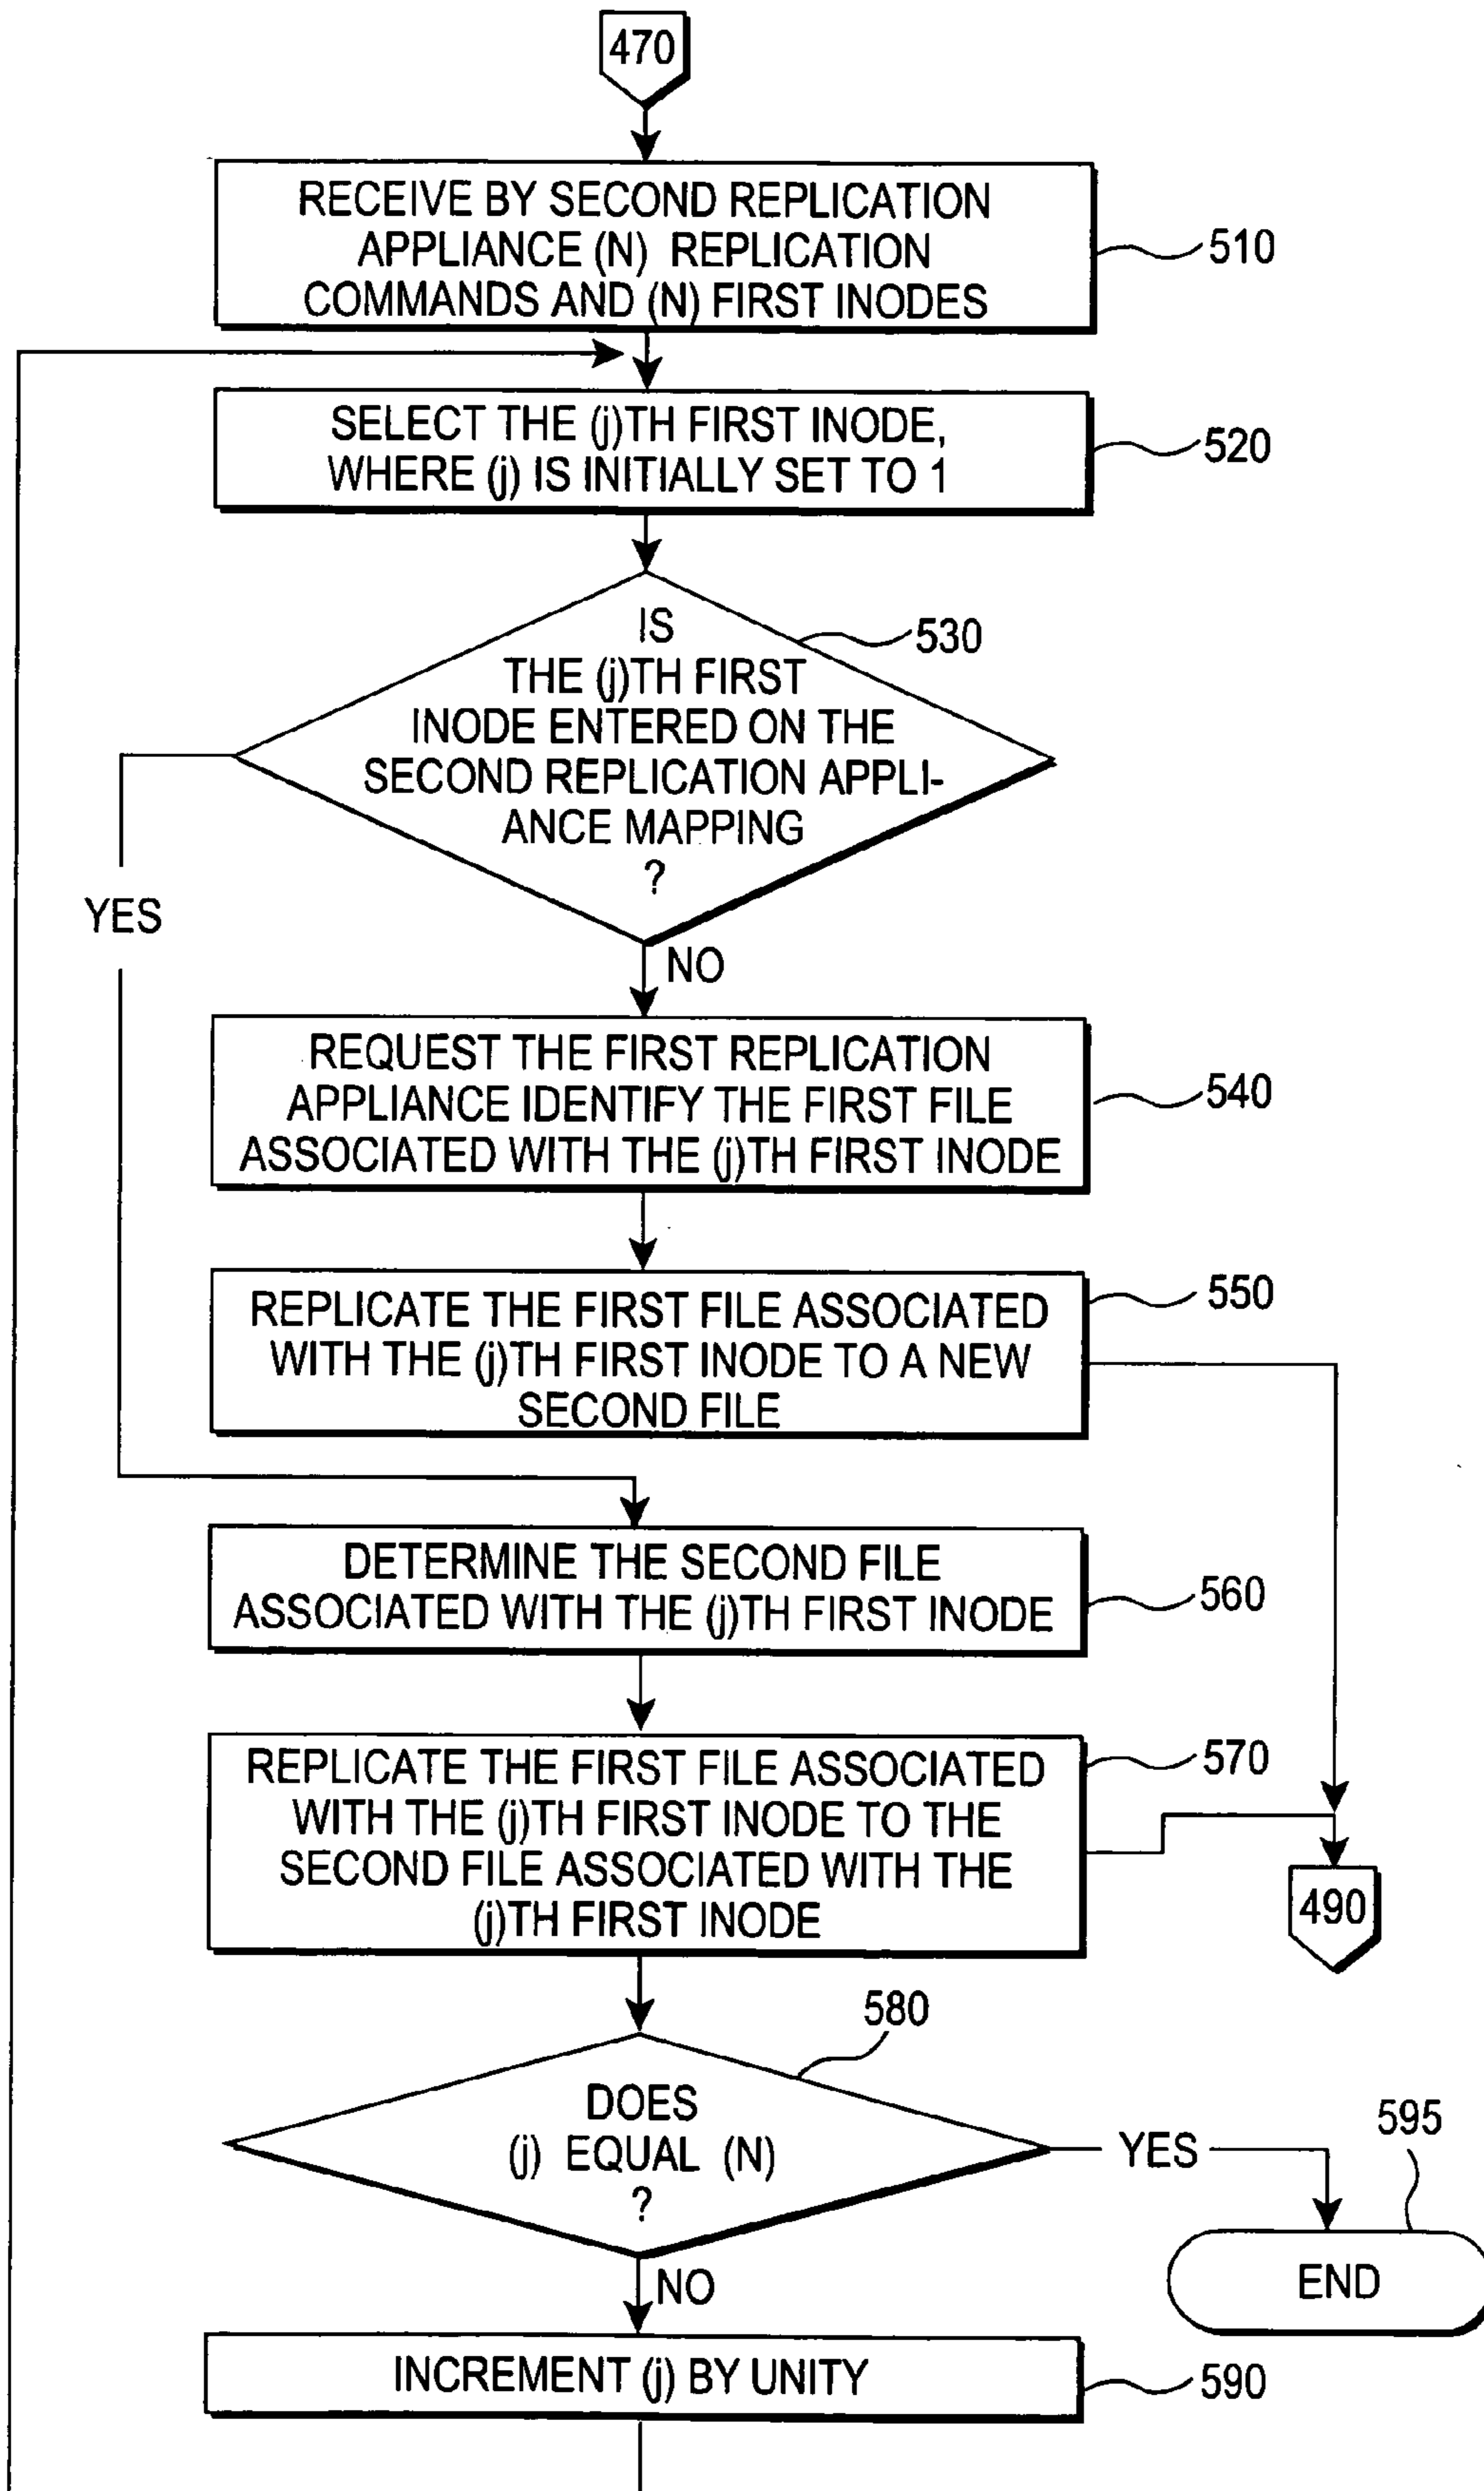 470
RECEIVE BY SECOND REPLICATION
APPLIANCE (N) REPLICATION
COMMANDS AND (N) FIRST INODES
510
SELECT THE (j)TH FIRST INODE,
WHERE (j) IS INITIALLY SET TO 1
520
IS
THE (j)TH FIRST
INODE ENTERED ON THE
SECOND REPLICATION APPLI-
ANCE MAPPING
?
530
YES
NO
REQUEST THE FIRST REPLICATION
APPLIANCE IDENTIFY THE FIRST FILE
ASSOCIATED WITH THE (j)TH FIRST INODE
540
REPLICATE THE FIRST FILE ASSOCIATED
WITH THE (j)TH FIRST INODE TO A NEW
SECOND FILE
550
DETERMINE THE SECOND FILE
ASSOCIATED WITH THE (j)TH FIRST INODE
560
REPLICATE THE FIRST FILE ASSOCIATED
WITH THE (j)TH FIRST INODE TO THE
SECOND FILE ASSOCIATED WITH THE
(j)TH FIRST INODE
570
490
580
DOES
(j) EQUAL (N)
?
YES
595
END
NO
INCREMENT (j) BY UNITY
590